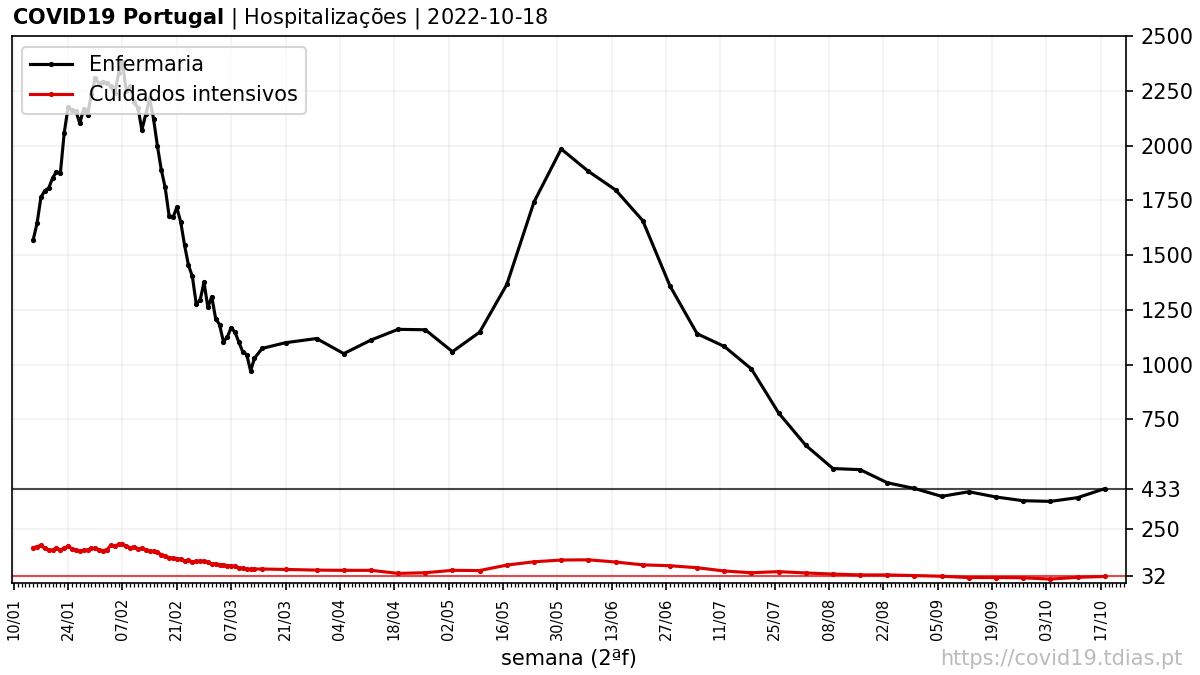 COVID19 Portugal | Hospitalizações | 2022-10-18
Enfermaria
Cuidados intensivos
2500
2250
2000
1750
1500
1250
1000
750
433
250
32
10/01 24/01 07/02 21/02 07/03 21/03 04/04 18/04 02/05 16/05 30/05 13/06 27/06 11/07 25/07 08/08 22/08 05/09 19/09 03/10 17/10
semana (2ªf)
https://covid19.tdias.pt